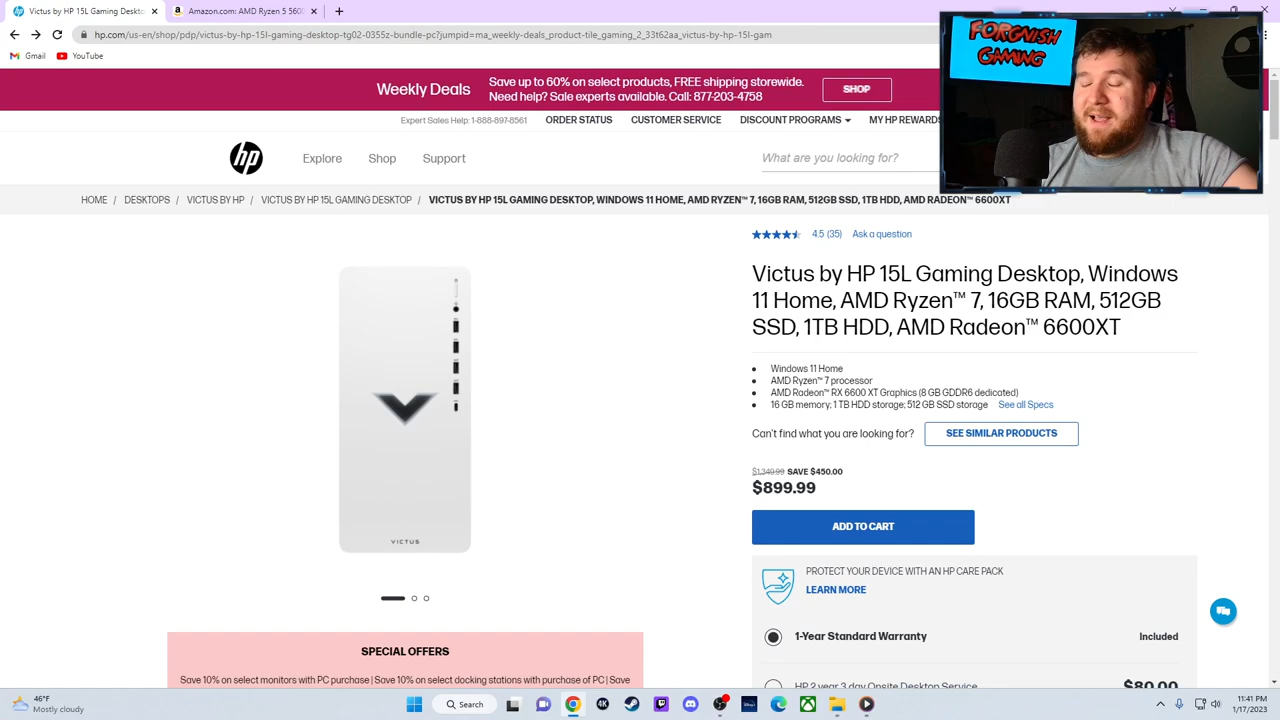 Victus by HP 15L Gaming Deskto
Amazon.com: AMD Ryzen 5 5600
hp.com/us-en/shop/pdp/victus-by-hp-15l-gaming-0-0355z-bundle-pc?jumpid=ma_weekly-deals_product-tile_gaming_2_33t62aa_victus-by-hp-15l-gam
Gmail
YouTube
FORGNISH
GAMING
Weekly Deals
Save up to 60% on select products, FREE shipping storewide.
Need help? Sale experts available. Call: 877-203-4758
SHOP
Expert Sales Help: 1-888-897-8561
ORDER STATUS
CUSTOMER SERVICE
DISCOUNT PROGRAMS
MY HP REWARDS
hp
Explore
Shop
Support
What are you looking for?
HOME / DESKTOPS / VICTUS BY HP / VICTUS BY HP 15L GAMING DESKTOP / VICTUS BY HP 15L GAMING DESKTOP, WINDOWS 11 HOME, AMD RYZEN™ 7, 16GB RAM, 512GB SSD, 1TB HDD, AMD RADEON™ 6600XT
4.5 (35) Ask a question
Victus by HP 15L Gaming Desktop, Windows
11 Home, AMD Ryzen™ 7, 16GB RAM, 512GB
SSD, 1TB HDD, AMD Radeon™ 6600XT
Windows 11 Home
AMD Ryzen™ 7 processor
AMD Radeon™ RX 6600 XT Graphics (8 GB GDDR6 dedicated)
16 GB memory; 1 TB HDD storage; 512 GB SSD storage See all Specs
Can't find what you are looking for?
SEE SIMILAR PRODUCTS
$1,349.99 SAVE $450.00
$899.99
ADD TO CART
VICTUS
PROTECT YOUR DEVICE WITH AN HP CARE PACK
LEARN MORE
1-Year Standard Warranty
Included
HP 2 year 3 day Onsite Desktop Service
$80.00
SPECIAL OFFERS
Save 10% on select monitors with PC purchase | Save 10% on select docking stations with purchase of PC | Save
46°F
Mostly cloudy
Search
4K
11:41 PM
1/17/2023